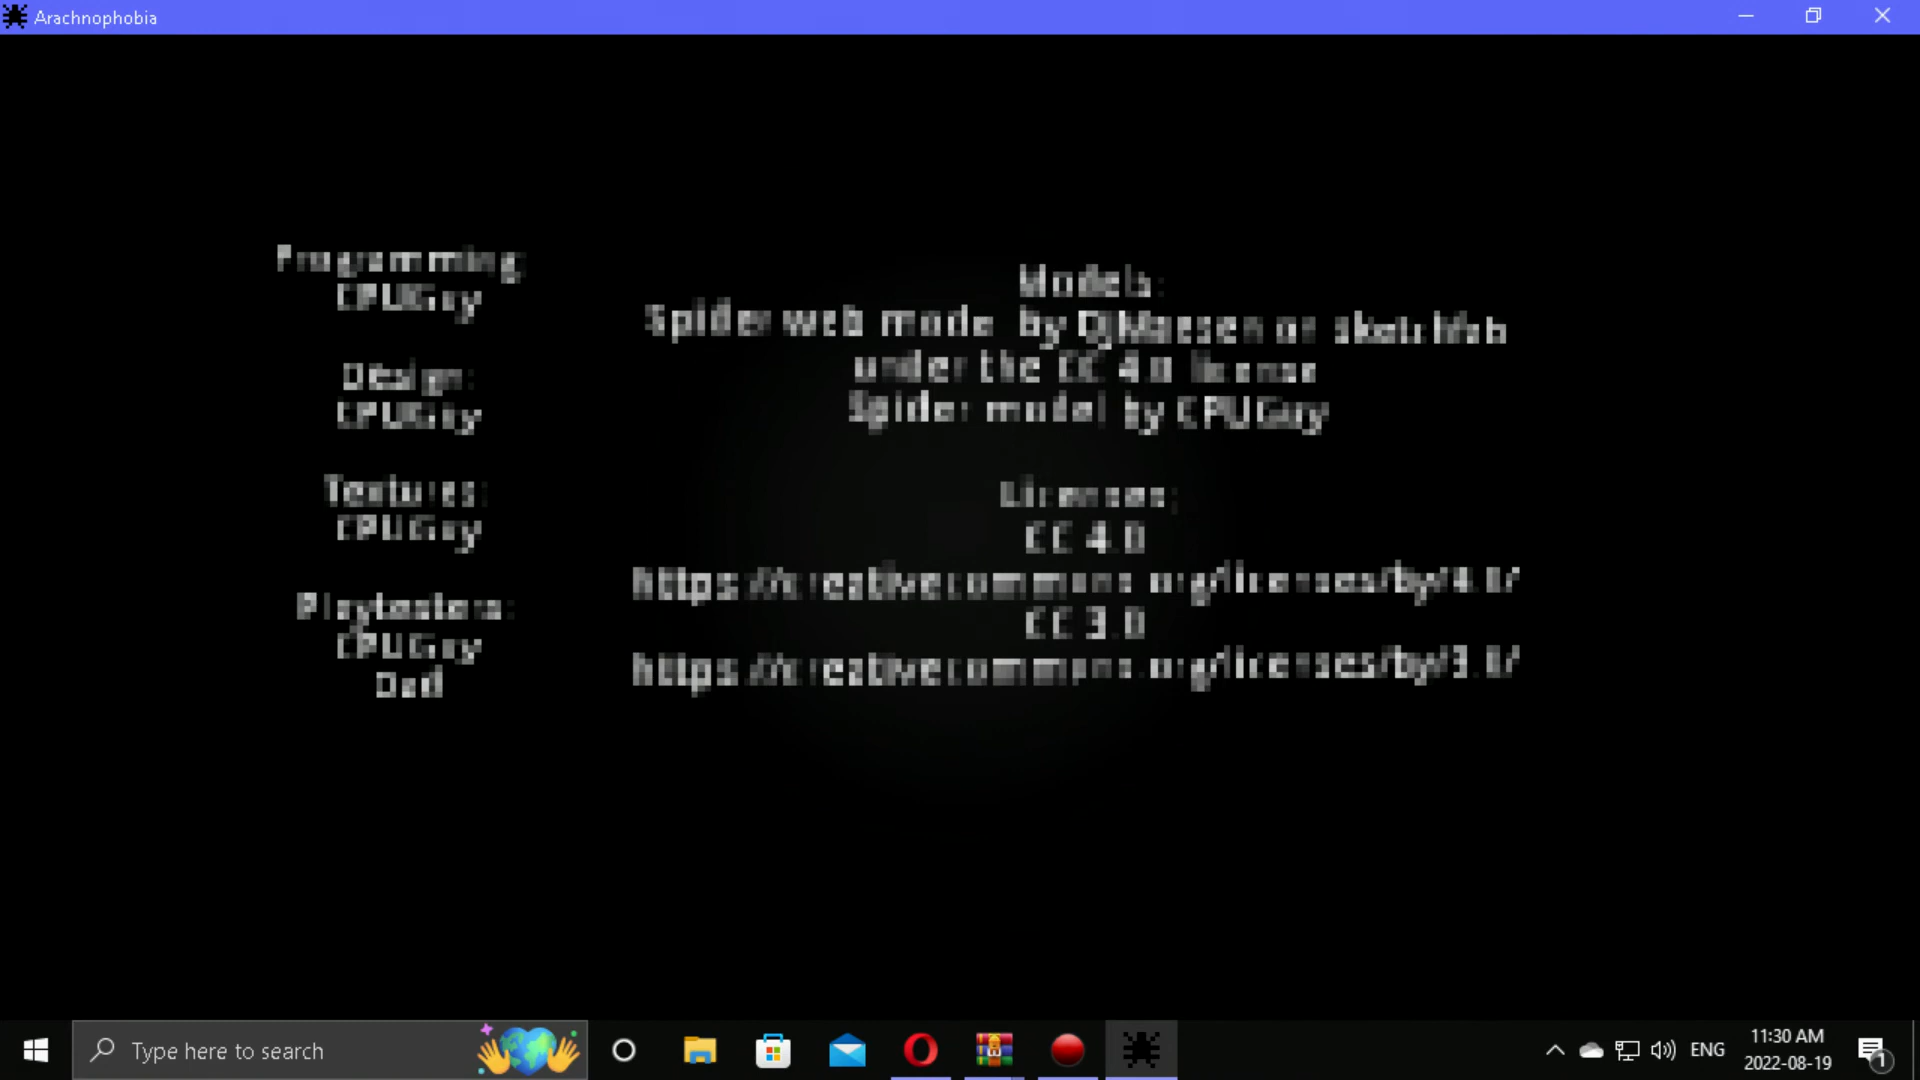 Arachnophobia
Programming:
CPUGuy
Design:
CPUGuy
Textures:
CPUGuy
Playtesters:
CPUGuy
Dad
Models:
Spider web model by DJMaesen on sketchfab
under the CC 4.0 license
Spider model by CPUGuy
Licenses:
CC 4.0
https://creativecommons.org/licenses/by/4.0/
CC 3.0
https://creativecommons.org/licenses/by/3.0/
Type here to search
ENG
11:30 AM
2022-08-19
1